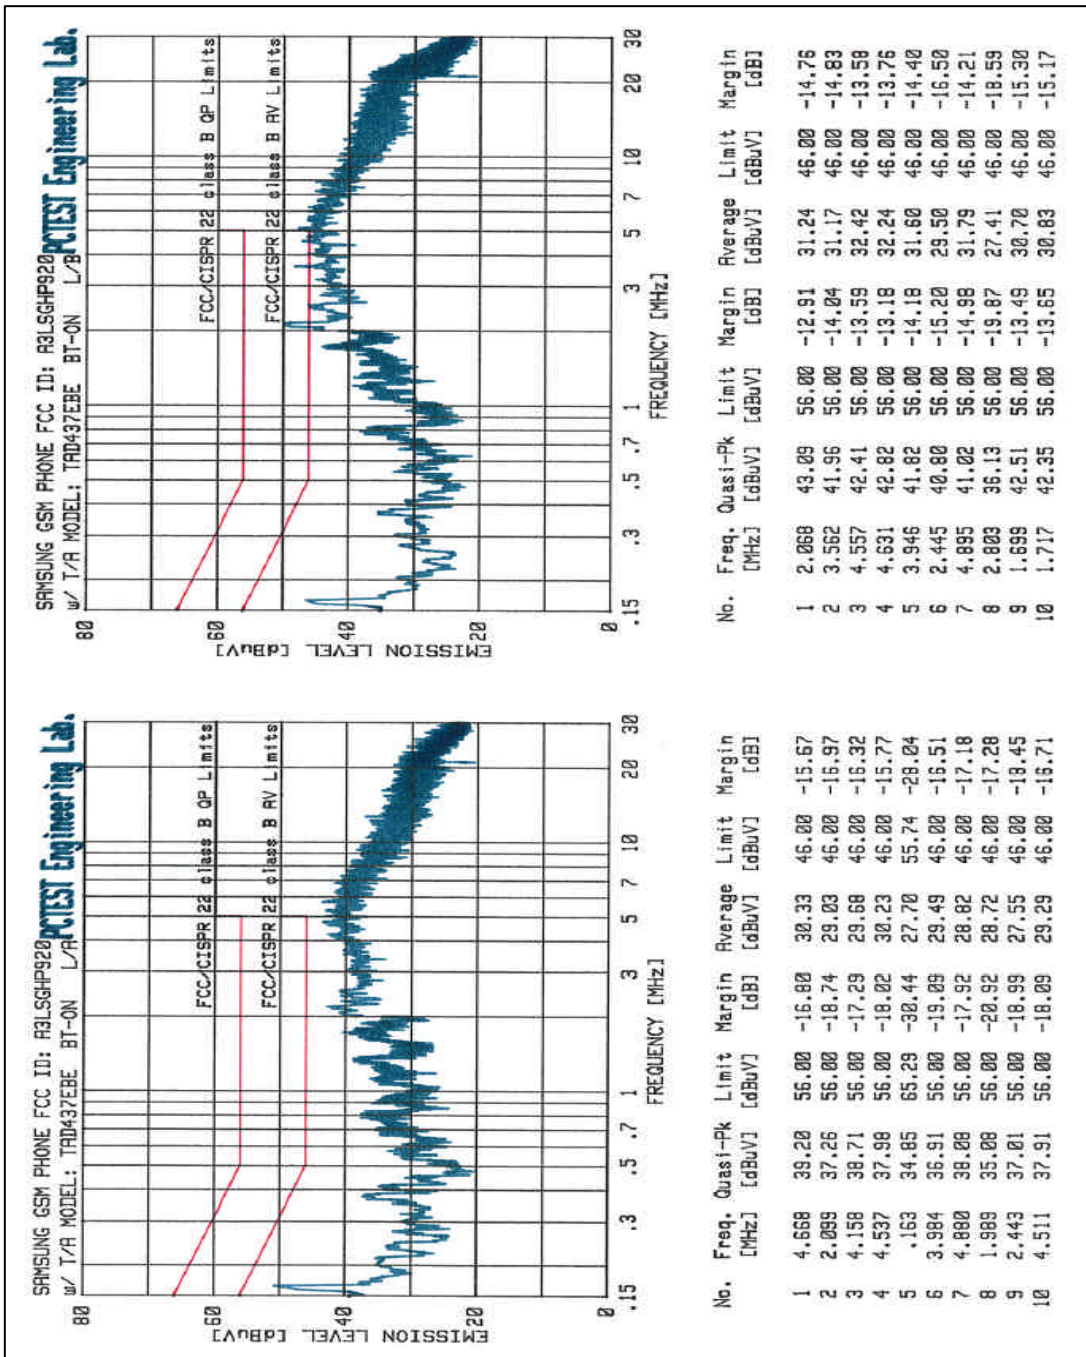 SAMSUNG GSM PHONE FCC ID: A3LSGHP920
PCTEST Engineering Lab.
w/ T/A MODEL: TAD437EBE BT-ON L/A
80
60
40
20
0
EMISSION LEVEL [dBuV]
FCC/CISPR 22 class B QP Limits
FCC/CISPR 22 class B AV Limits
.15 .3 .5 .7 1 3 5 7 10 20 30
FREQUENCY [MHz]
No. Freq. Quasi-Pk Limit Margin Average Limit Margin
[MHz] [dBuV] [dBuV] [dB] [dBuV] [dBuV] [dB]
1 4.668 39.20 56.00 -16.80 30.33 46.00 -15.67
2 2.099 37.26 56.00 -18.74 29.03 46.00 -16.97
3 4.158 38.71 56.00 -17.29 29.68 46.00 -16.32
4 4.537 37.98 56.00 -18.02 30.23 46.00 -15.77
5 .163 34.85 65.29 -30.44 27.70 55.74 -28.04
6 3.984 36.91 56.00 -19.09 29.49 46.00 -16.51
7 4.880 38.08 56.00 -17.92 28.82 46.00 -17.18
8 1.989 35.08 56.00 -20.92 28.72 46.00 -17.28
9 2.443 37.01 56.00 -18.99 27.55 46.00 -18.45
10 4.511 37.91 56.00 -18.09 29.29 46.00 -16.71
SAMSUNG GSM PHONE FCC ID: A3LSGHP920
PCTEST Engineering Lab.
w/ T/A MODEL: TAD437EBE BT-ON L/B
80
60
40
20
0
EMISSION LEVEL [dBuV]
FCC/CISPR 22 class B QP Limits
FCC/CISPR 22 class B AV Limits
.15 .3 .5 .7 1 3 5 7 10 20 30
FREQUENCY [MHz]
No. Freq. Quasi-Pk Limit Margin Average Limit Margin
[MHz] [dBuV] [dBuV] [dB] [dBuV] [dBuV] [dB]
1 2.068 43.09 56.00 -12.91 31.24 46.00 -14.76
2 3.562 41.96 56.00 -14.04 31.17 46.00 -14.83
3 4.557 42.41 56.00 -13.59 32.42 46.00 -13.58
4 4.631 42.82 56.00 -13.18 32.24 46.00 -13.76
5 3.946 41.82 56.00 -14.18 31.60 46.00 -14.40
6 2.445 40.80 56.00 -15.20 29.50 46.00 -16.50
7 4.895 41.02 56.00 -14.98 31.79 46.00 -14.21
8 2.803 36.13 56.00 -19.87 27.41 46.00 -18.59
9 1.699 42.51 56.00 -13.49 30.70 46.00 -15.30
10 1.717 42.35 56.00 -13.65 30.83 46.00 -15.17